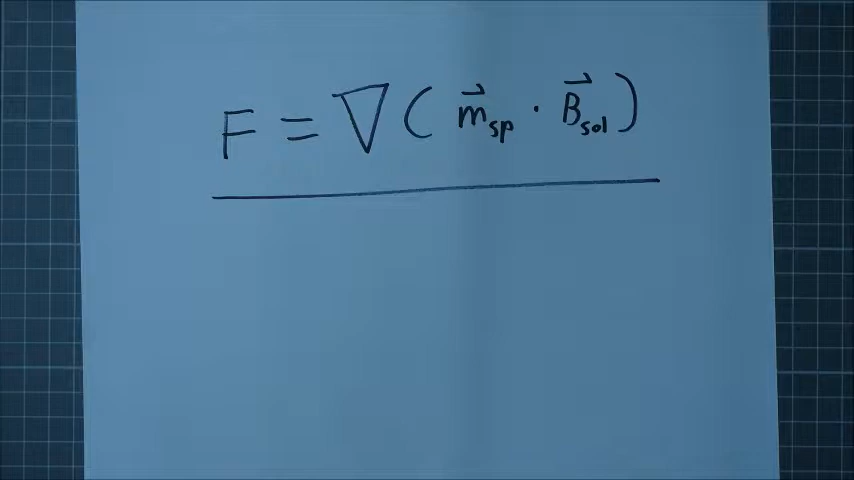 F = ∇( m⃗sp · B⃗sol )